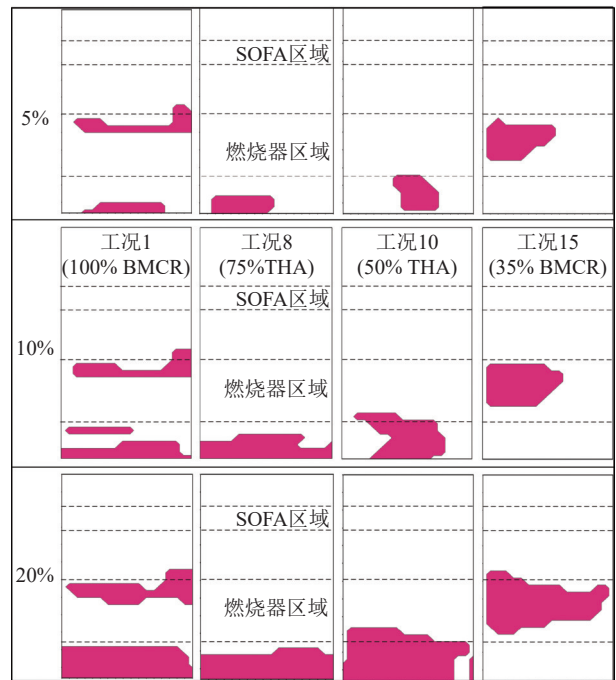 SOFA区域
5%
燃烧器区域
工况1
(100% BMCR)
工况8
(75%THA)
工况10
(50% THA)
工况15
(35% BMCR)
SOFA区域
10%
燃烧器区域
SOFA区域
20%
燃烧器区域